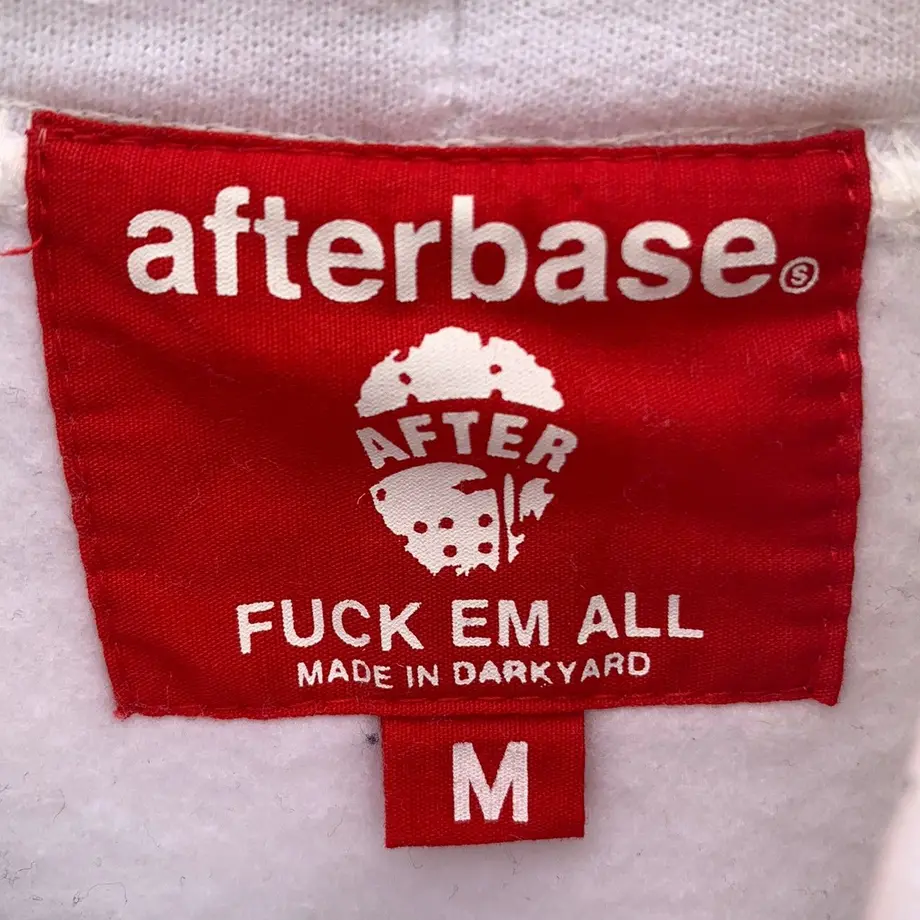 afterbase Ⓢ
AFTER
FUCK EM ALL
MADE IN DARKYARD
M